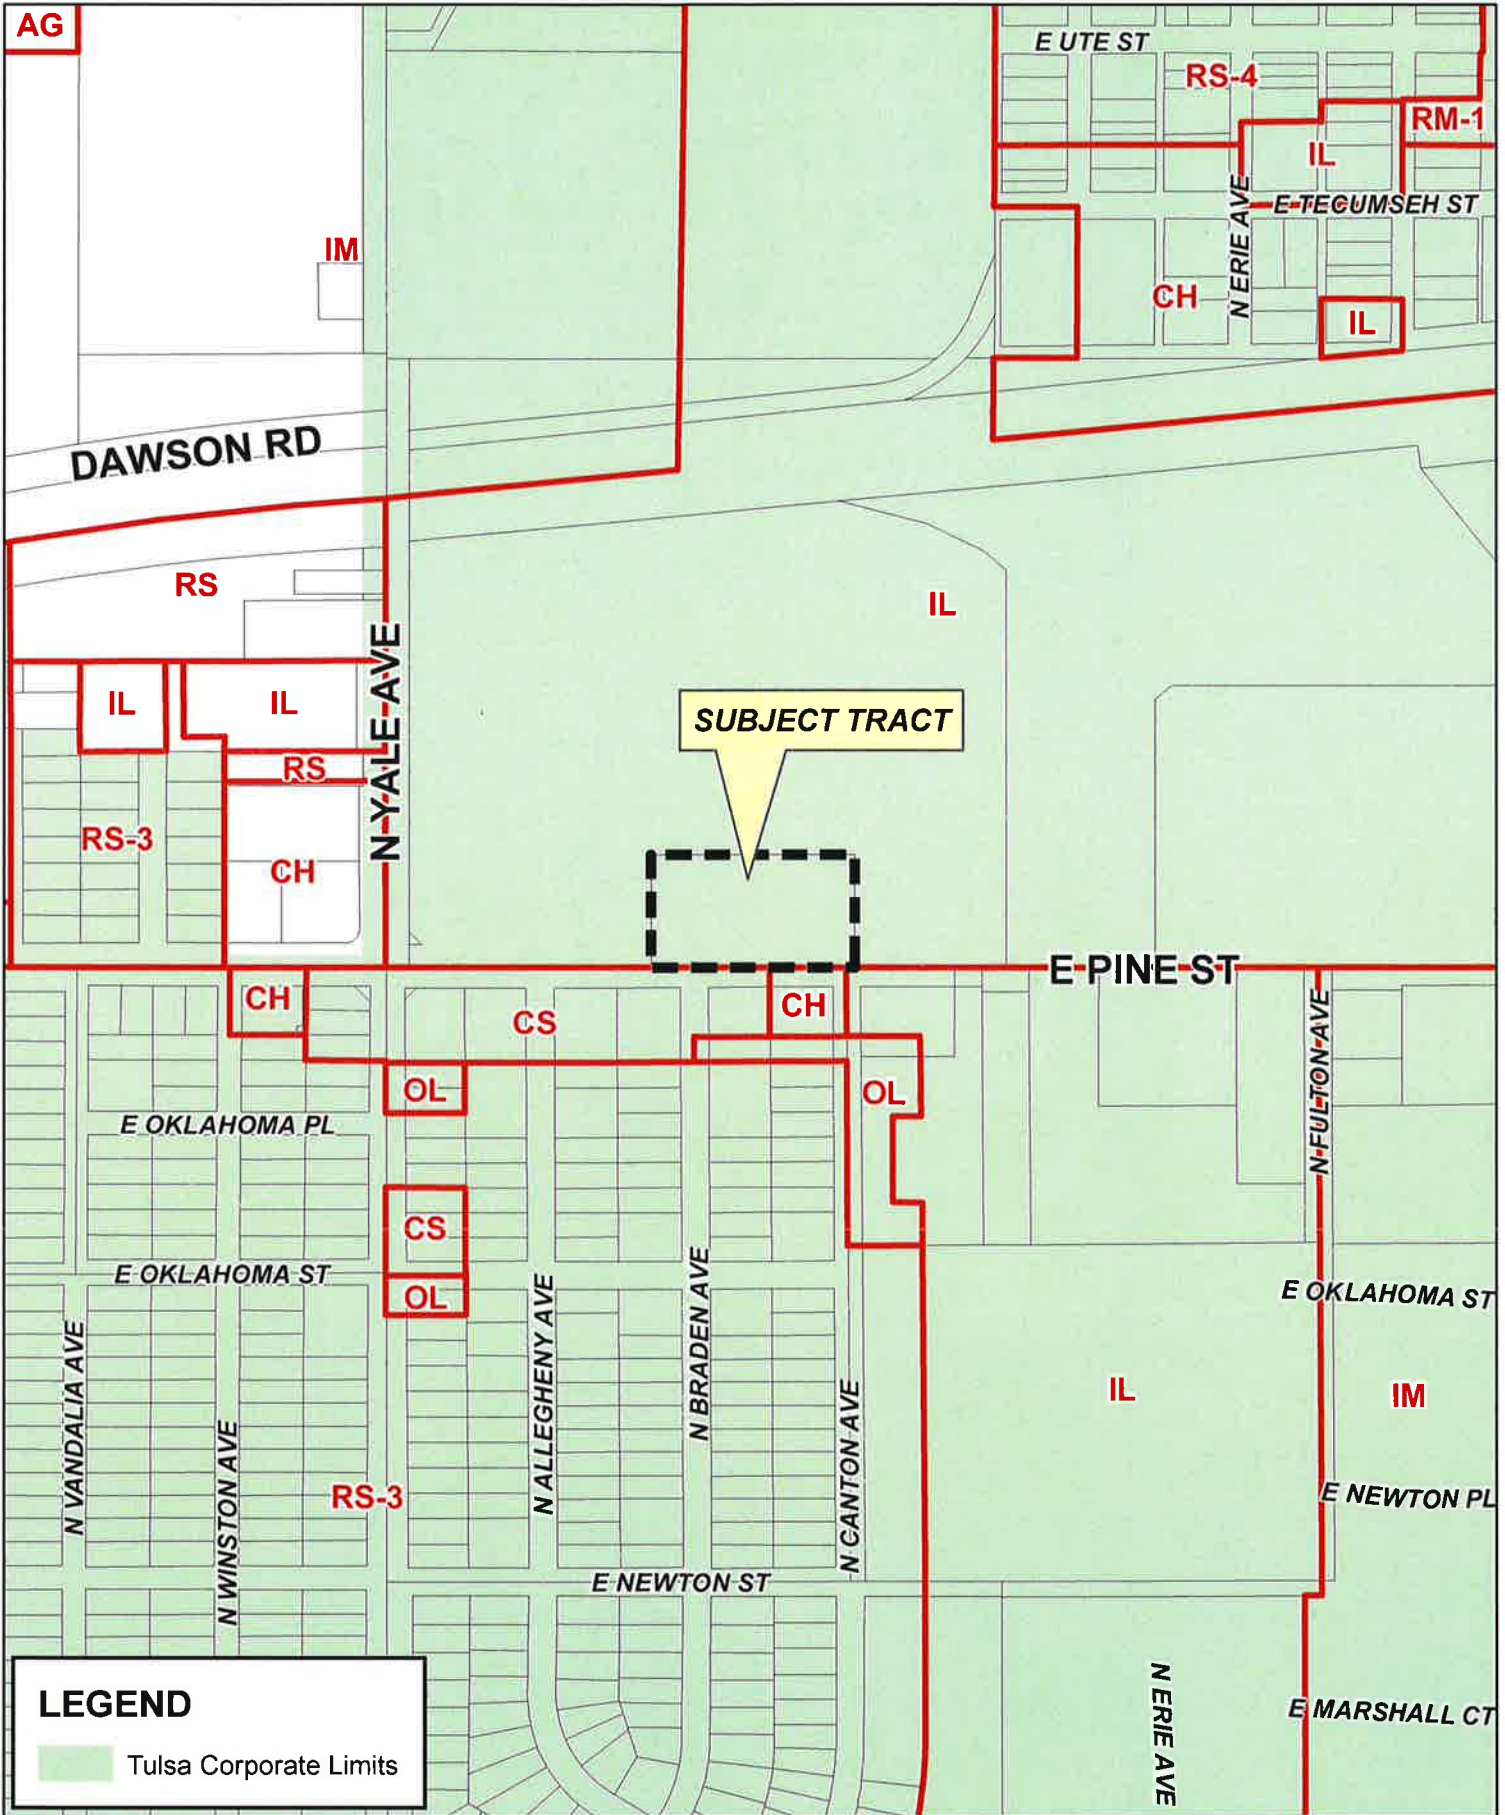 AG
E UTE ST
RS-4
RM-1
IL
E TECUMSEH ST
N ERIE AVE
IM
CH
IL
DAWSON RD
RS
IL
IL
IL
N YALE AVE
SUBJECT TRACT
RS
RS-3
CH
E PINE ST
CH
CS
CH
N FULTON AVE
OL
OL
E OKLAHOMA PL
CS
E OKLAHOMA ST
OL
E OKLAHOMA ST
N VANDALIA AVE
N WINSTON AVE
N ALLEGHENY AVE
N BRADEN AVE
N CANTON AVE
IL
IM
RS-3
E NEWTON PL
E NEWTON ST
N ERIE AVE
E MARSHALL CT
LEGEND
Tulsa Corporate Limits